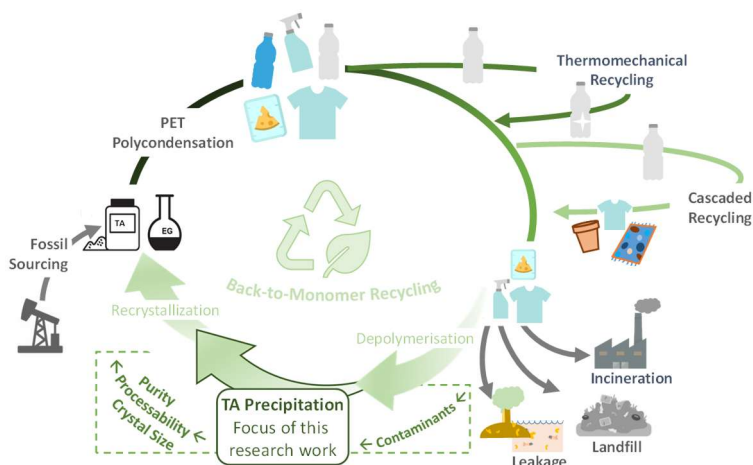 Thermomechanical
Recycling
PET
Polycondensation
TA
EG
Cascaded
Recycling
Fossil
Sourcing
Back-to-Monomer Recycling
Recrystallization
Depolymerisation
Incineration
Landfill
Leakage
Purity
Processability
Crystal Size
TA Precipitation
Focus of this
research work
Contaminants